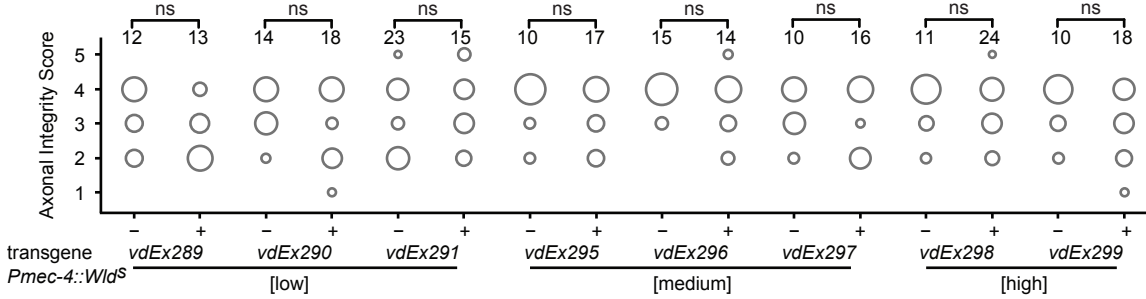 ns ns ns ns ns ns ns ns
12 13 14 18 23 15 10 17 15 14 10 16 11 24 10 18
Axonal Integrity Score
5
4
3
2
1
– + – + – + – + – + – + – + – +
transgene vdEx289 vdEx290 vdEx291 vdEx295 vdEx296 vdEx297 vdEx298 vdEx299
Pmec-4::Wldˢ [low] [medium] [high]